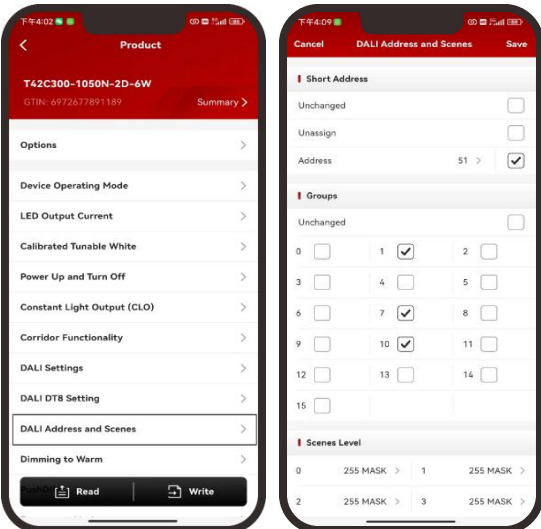 下午4:02
Product
T42C300-1050N-2D-6W
GTIN: 6972677891189 Summary >
Options >
Device Operating Mode >
LED Output Current >
Calibrated Tunable White >
Power Up and Turn Off >
Constant Light Output (CLO) >
Corridor Functionality >
DALI Settings >
DALI DT8 Setting >
DALI Address and Scenes >
Dimming to Warm >
Read Write
下午4:09
Cancel DALI Address and Scenes Save
Short Address
Unchanged
Unassign
Address 51 >
Groups
Unchanged
0 1 2
3 4 5
6 7 8
9 10 11
12 13 14
15
Scenes Level
0 255 MASK > 1 255 MASK >
2 255 MASK > 3 255 MASK >